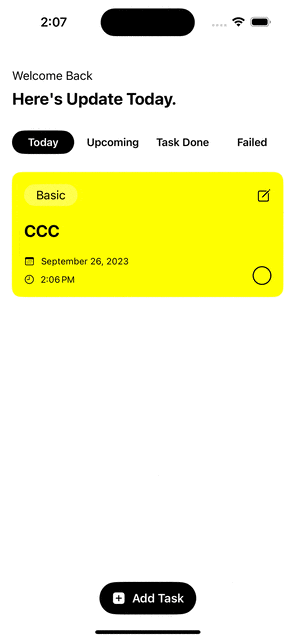 2:07
Welcome Back
Here's Update Today.
Today Upcoming Task Done Failed
Basic
CCC
September 26, 2023
2:06 PM
Add Task